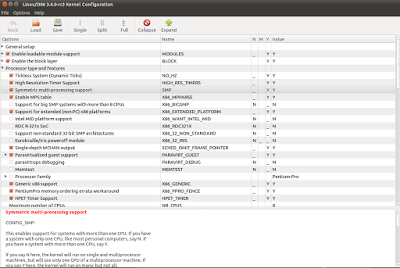 Linux/i386 3.4.0-rc3 Kernel Configuration
File Options Help
Back Load Save Single Split Full Collapse Expand
Options Name N M Y Value
General setup
Enable loadable module support MODULES _ Y Y
Enable the block layer BLOCK _ Y Y
Processor type and features
Tickless System (Dynamic Ticks) NO_HZ _ Y Y
High Resolution Timer Support HIGH_RES_TIMERS _ Y Y
Symmetric multi-processing support SMP _ Y Y
Enable MPS table X86_MPPARSE _ Y Y
Support for big SMP systems with more than 8 CPUs X86_BIGSMP N _ N
Support for extended (non-PC) x86 platforms X86_EXTENDED_PLATFORM _ Y Y
Intel MID platform support X86_WANT_INTEL_MID N _ N
RDC R-321x SoC X86_RDC321X N _ N
Support non-standard 32-bit SMP architectures X86_32_NON_STANDARD N _ N
Eurobraille/Iris poweroff module X86_32_IRIS
Single-depth WCHAN output SCHED_OMIT_FRAME_POINTER _ Y Y
Paravirtualized guest support PARAVIRT_GUEST _ Y Y
paravirt-ops debugging PARAVIRT_DEBUG N _ N
Memtest MEMTEST N _ N
Processor family Pentium-Pro
Generic x86 support X86_GENERIC _ Y Y
PentiumPro memory ordering errata workaround X86_PPRO_FENCE _ Y Y
HPET Timer Support HPET_TIMER _ Y Y
Maximum number of CPUs NR_CPUS 8
Symmetric multi-processing support
CONFIG_SMP:
This enables support for systems with more than one CPU. If you have
a system with only one CPU, like most personal computers, say N. If
you have a system with more than one CPU, say Y.
If you say N here, the kernel will run on single and multiprocessor
machines, but will use only one CPU of a multiprocessor machine. If
you say Y here, the kernel will run on many, but not all,